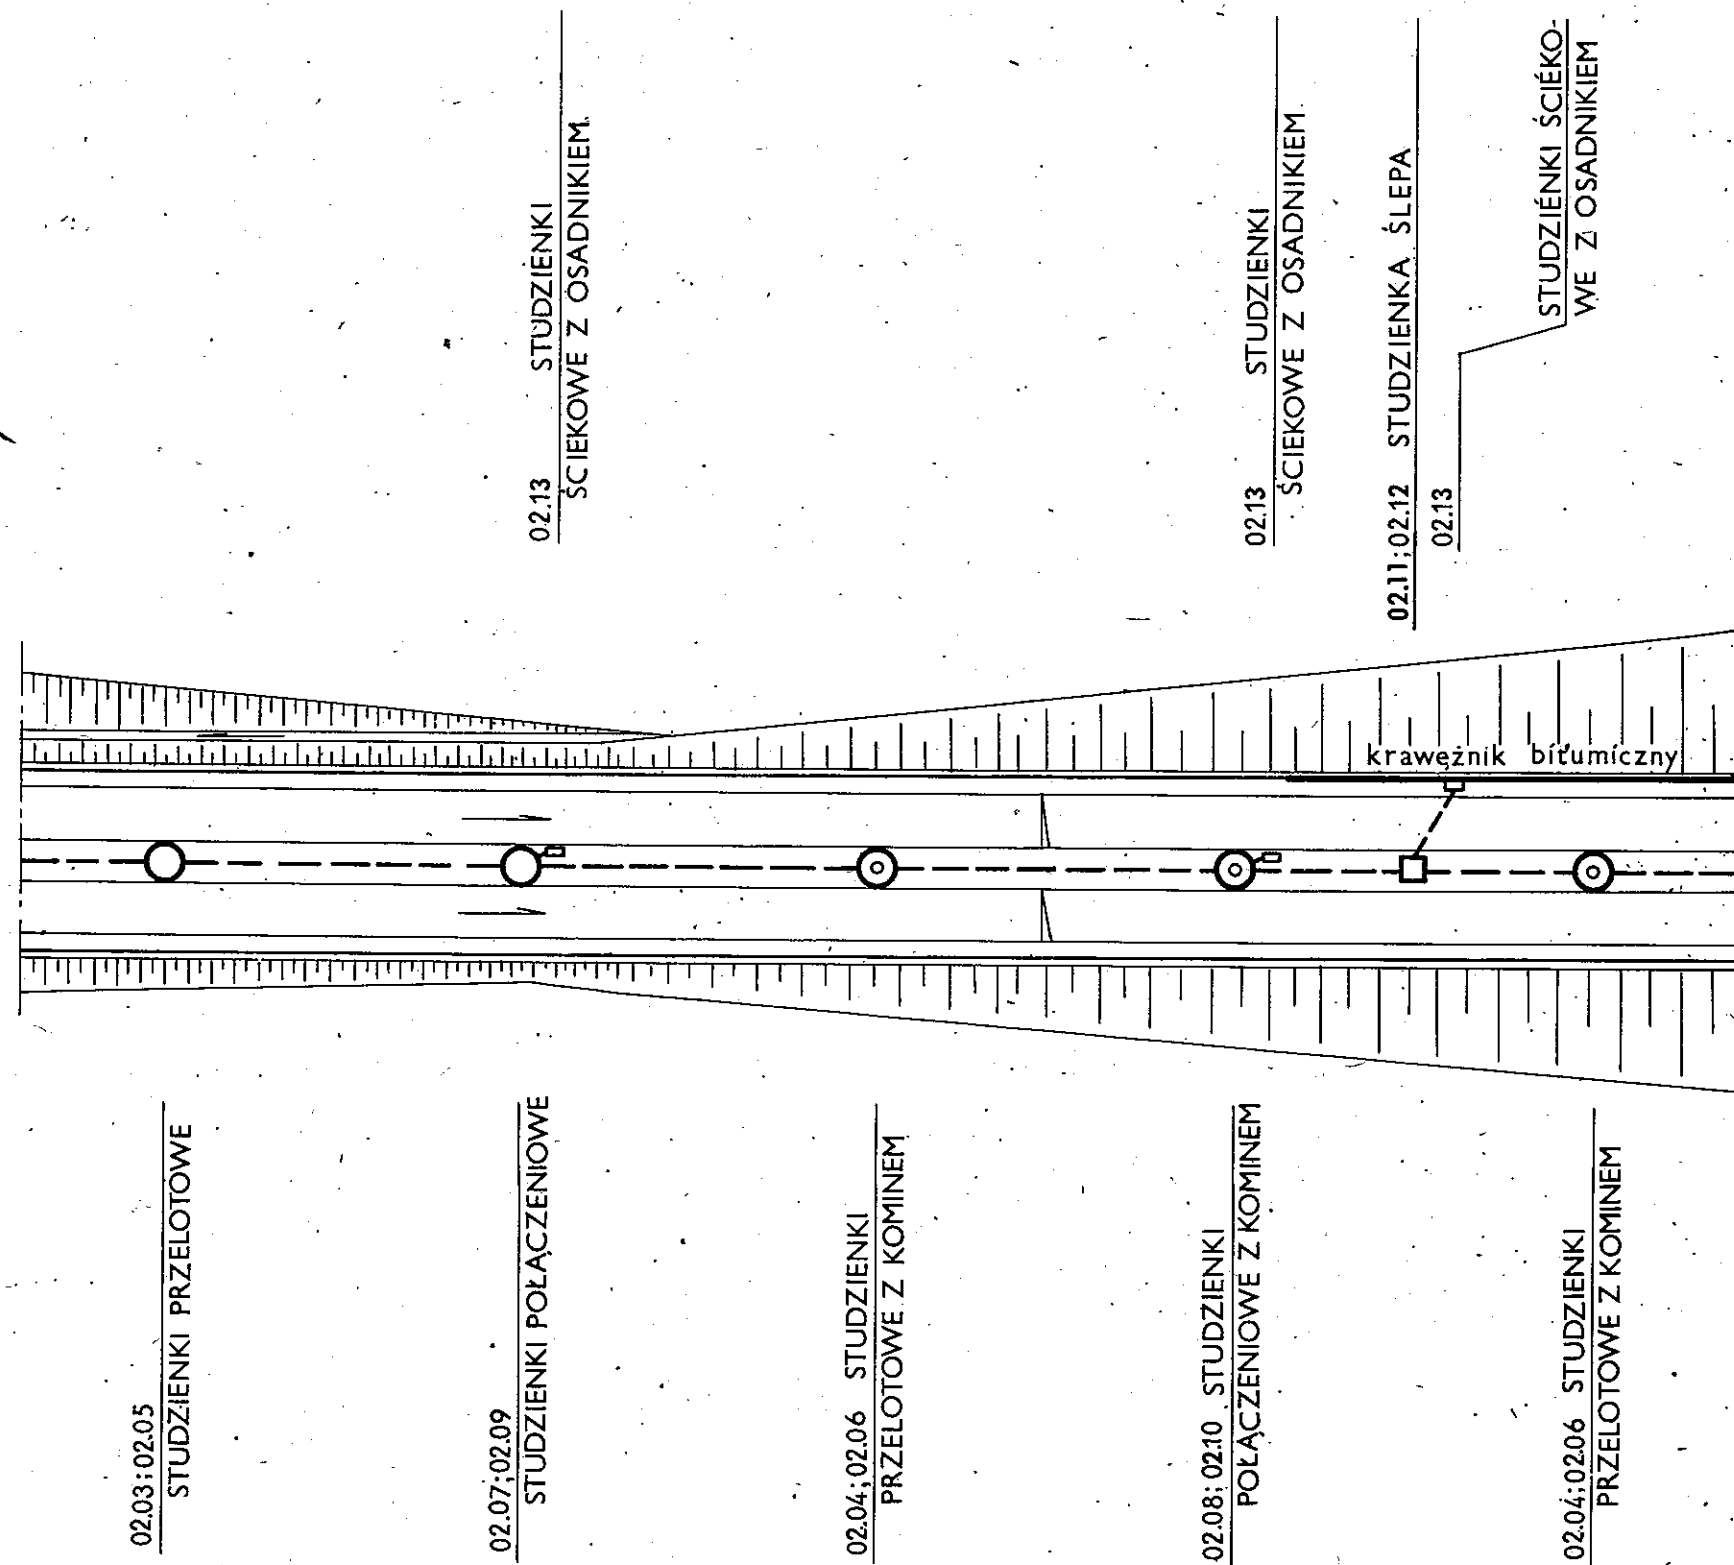 02.13 STUDZIENKI
ŚCIEKOWE Z OSADNIKIEM.
02.13 STUDZIENKI
ŚCIEKOWE Z OSADNIKIEM
02.11;02.12 STUDZIENKA ŚLEPA
02.13
STUDZIENKI ŚCIEKO-
WE Z OSADNIKIEM
krawężnik bitumiczny
02.03;02.05
STUDZIENKI PRZELOTOWE
02.07;02.09
STUDZIENKI POŁĄCZENIOWE
02.04;02.06 STUDZIENKI
PRZELOTOWE Z KOMINEM
02.08;02.10 STUDZIENKI
POŁĄCZENIOWE Z KOMINEM
02.04;02.06 STUDZIENKI
PRZELOTOWE Z KOMINEM